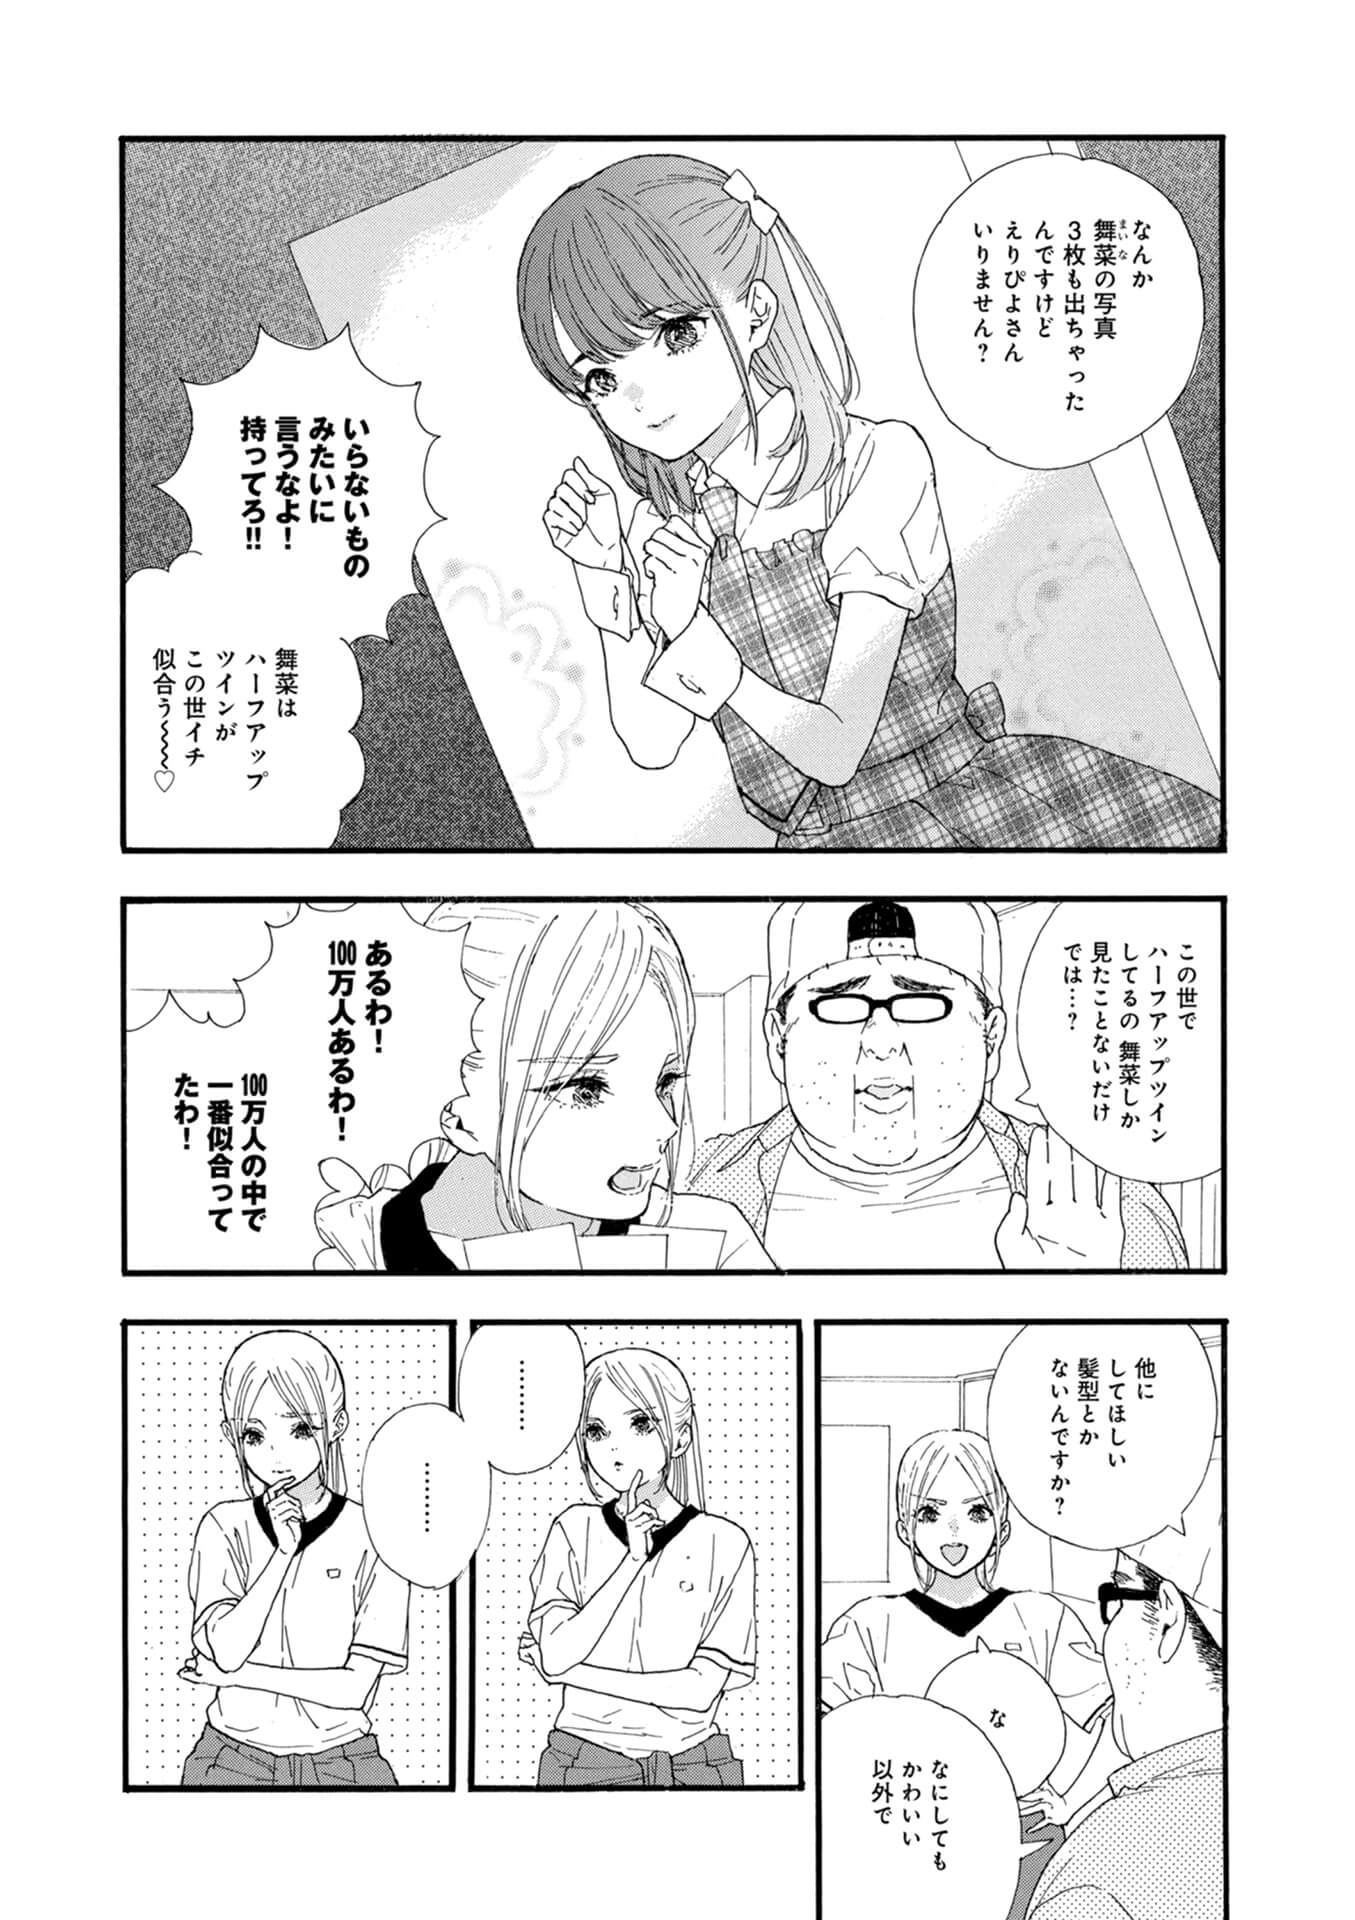 なんか
舞菜の写真
まいな
3枚も出ちゃった
んですけど
えりぴよさん
いりません?
いらないもの
みたいに
言うなよ!
持ってろ!!
舞菜は
ハーフアップ
ツインが
この世イチ
似合う~~~♡
この世で
ハーフアップツイン
してるの 舞菜しか
見たことないだけ
では…?
あるわ!
100万人あるわ!
100万人の中で
一番似合って
たわ!
他に
してほしい
髪型とか
ないんですか?
な
なにしても
かわいい
以外で
………
…………